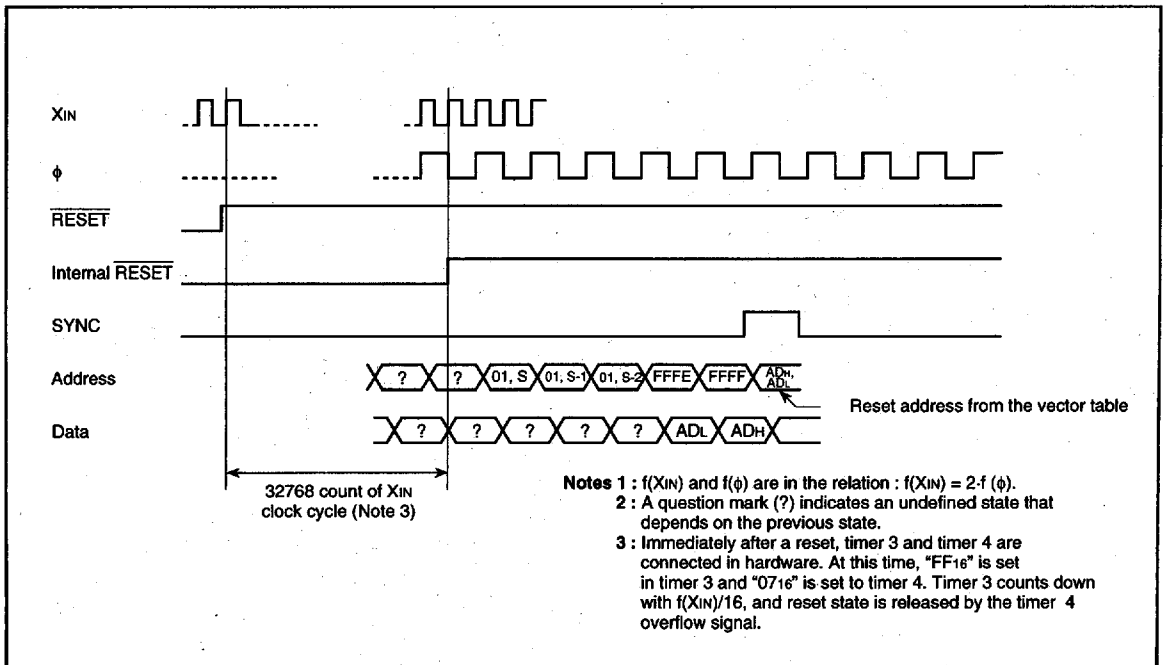 XIN
φ
RESET
Internal RESET
SYNC
Address
? ? 01, S 01, S-1 01, S-2 FFFE FFFF ADH, ADL
Reset address from the vector table
Data
? ? ? ? ? ADL ADH
32768 count of XIN
clock cycle (Note 3)
Notes 1 : f(XIN) and f(φ) are in the relation : f(XIN) = 2·f (φ).
2 : A question mark (?) indicates an undefined state that
depends on the previous state.
3 : Immediately after a reset, timer 3 and timer 4 are
connected in hardware. At this time, “FF16” is set
in timer 3 and “0716” is set to timer 4. Timer 3 counts down
with f(XIN)/16, and reset state is released by the timer 4
overflow signal.